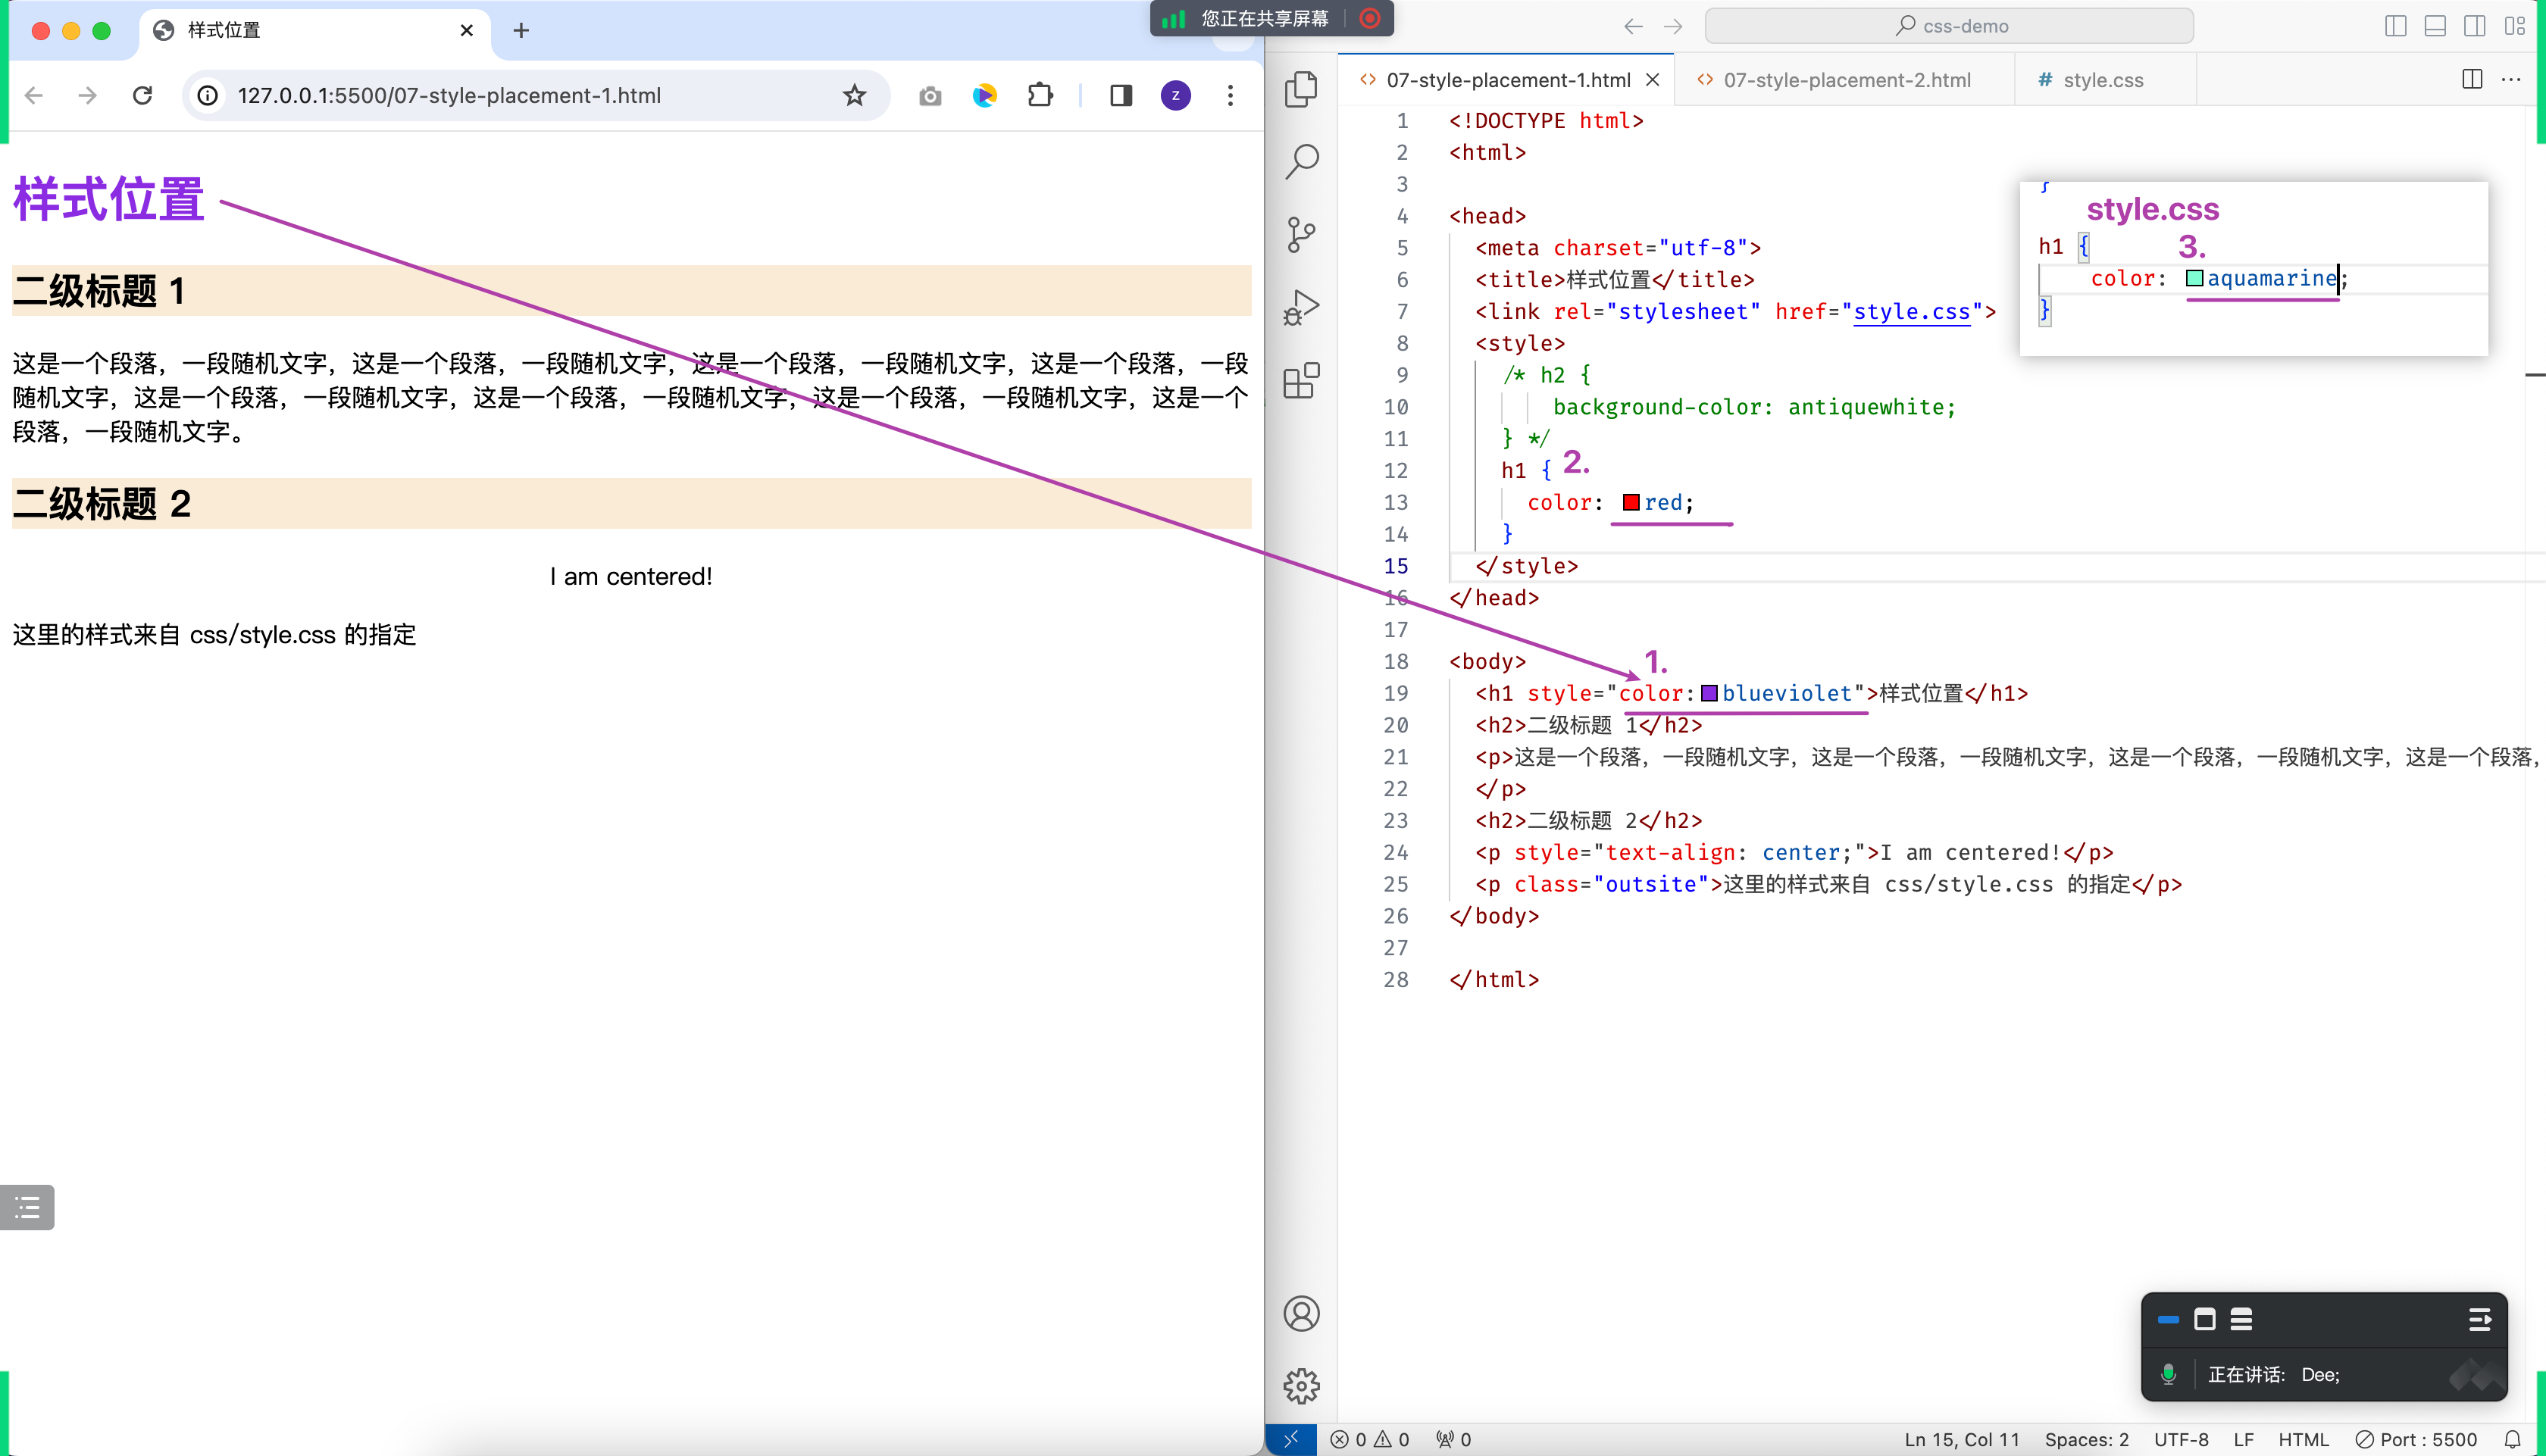 样式位置
您正在共享屏幕
127.0.0.1:5500/07-style-placement-1.html
z
样式位置
二级标题 1
这是一个段落，一段随机文字，这是一个段落，一段随机文字，这是一个段落，一段随机文字，这是一个段落，一段
随机文字，这是一个段落，一段随机文字，这是一个段落，一段随机文字，这是一个段落，一段随机文字，这是一个
段落，一段随机文字。
二级标题 2
I am centered!
这里的样式来自 css/style.css 的指定
css-demo
07-style-placement-1.html
07-style-placement-2.html
# style.css
1 <!DOCTYPE html>
2 <html>
3
4 <head>
5 <meta charset="utf-8">
6 <title>样式位置</title>
7 <link rel="stylesheet" href="style.css">
8 <style>
9 /* h2 {
10 background-color: antiquewhite;
11 } */
12 h1 { 2.
13 color: red;
14 }
15 </style>
16 </head>
17
18 <body> 1.
19 <h1 style="color: blueviolet">样式位置</h1>
20 <h2>二级标题 1</h2>
21 <p>这是一个段落，一段随机文字，这是一个段落，一段随机文字，这是一个段落，一段随机文字，这是一个段落，
22 </p>
23 <h2>二级标题 2</h2>
24 <p style="text-align: center;">I am centered!</p>
25 <p class="outsite">这里的样式来自 css/style.css 的指定</p>
26 </body>
27
28 </html>
}
style.css
h1 { 3.
color: aquamarine;
}
正在讲话: Dee;
0 0 0
Ln 15, Col 11 Spaces: 2 UTF-8 LF HTML Port : 5500